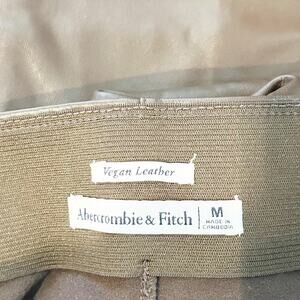 Vegan Leather
Abercrombie & Fitch
M
MADE IN
CAMBODIA